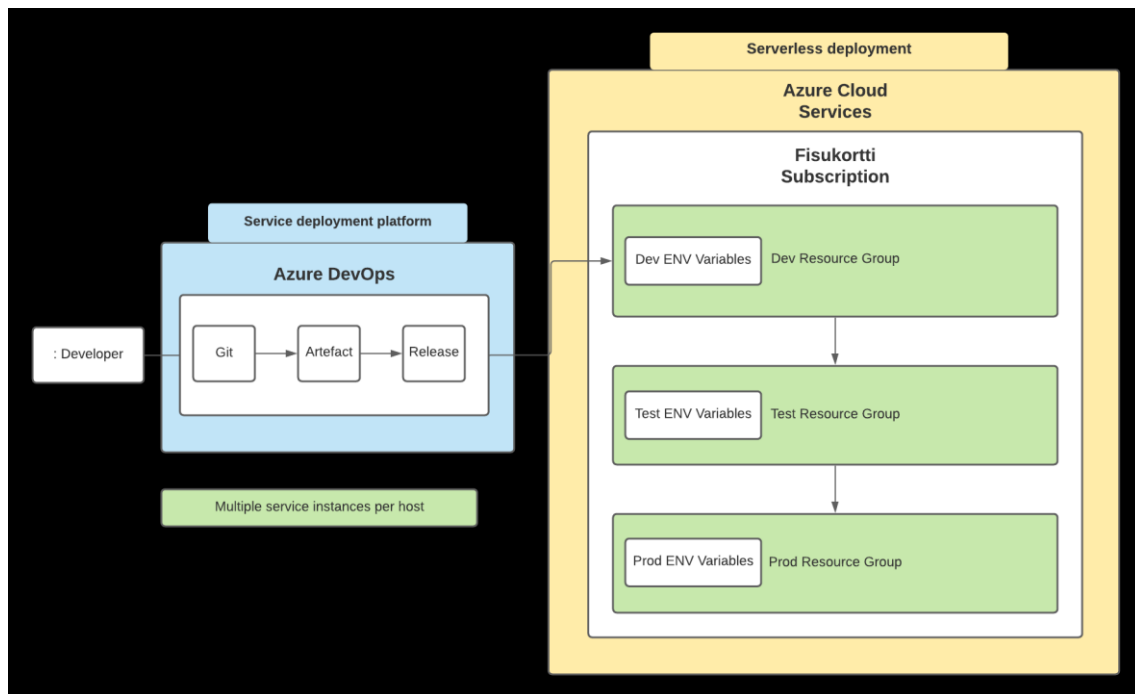 Serverless deployment
Azure Cloud
Services
Fisukortti
Subscription
Service deployment platform
Azure DevOps
Dev ENV Variables
Dev Resource Group
: Developer
Git
Artefact
Release
Test ENV Variables
Test Resource Group
Multiple service instances per host
Prod ENV Variables
Prod Resource Group